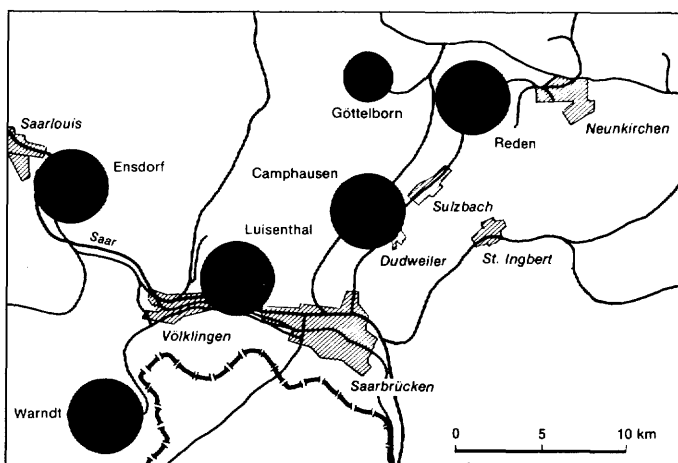 Göttelborn
Saarlouis
Ensdorf
Reden
Neunkirchen
Camphausen
Sulzbach
Saar
Luisenthal
Dudweiler
St. Ingbert
Völklingen
Saarbrücken
Warndt
0 5 10 km